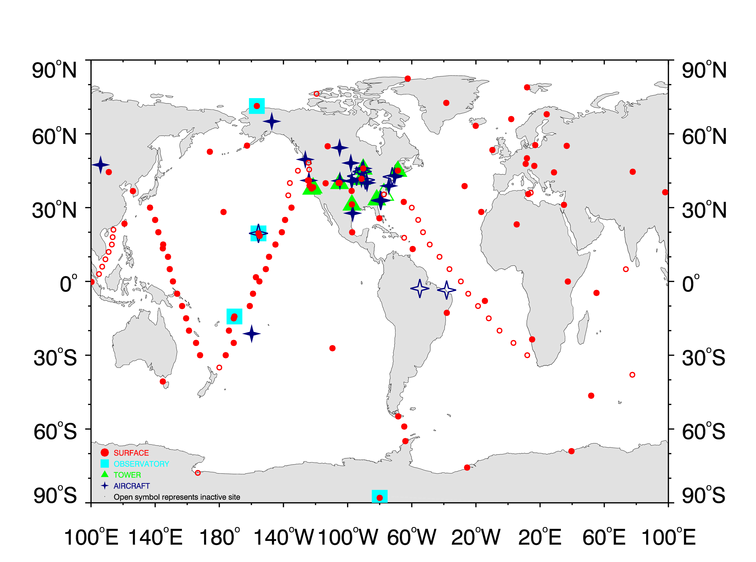 90°N 90°N
60°N 60°N
30°N 30°N
0° 0°
30°S 30°S
60°S 60°S
SURFACE
OBSERVATORY
TOWER
AIRCRAFT
Open symbol represents inactive site
90°S 90°S
100°E 140°E 180° 140°W 100°W 60°W 20°W 20°E 60°E 100°E